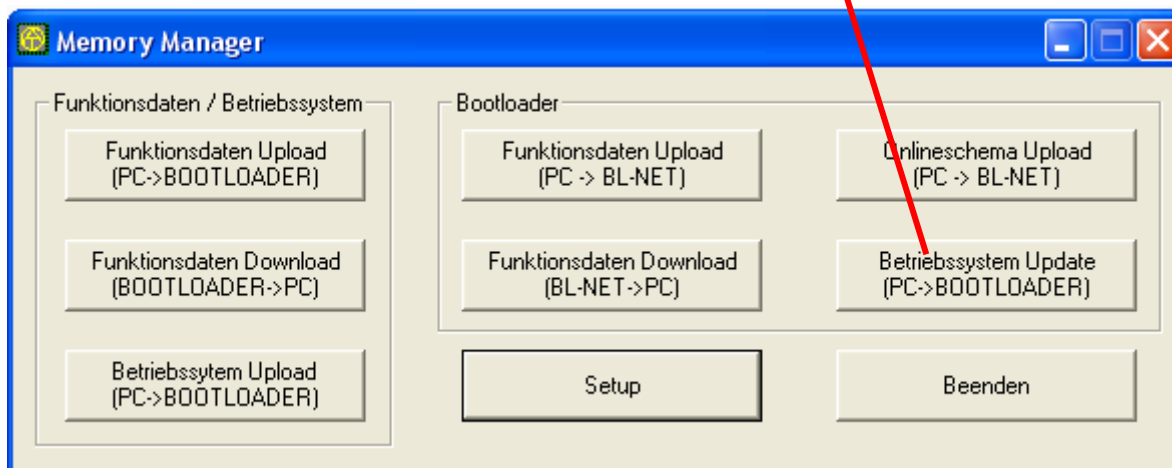 Memory Manager
Funktionsdaten / Betriebssystem
Funktionsdaten Upload
(PC->BOOTLOADER)
Funktionsdaten Download
(BOOTLOADER->PC)
Betriebssytem Upload
(PC->BOOTLOADER)
Bootloader
Funktionsdaten Upload
(PC -> BL-NET)
Onlineschema Upload
(PC -> BL-NET)
Funktionsdaten Download
(BL-NET->PC)
Betriebssystem Update
(PC->BOOTLOADER)
Setup
Beenden